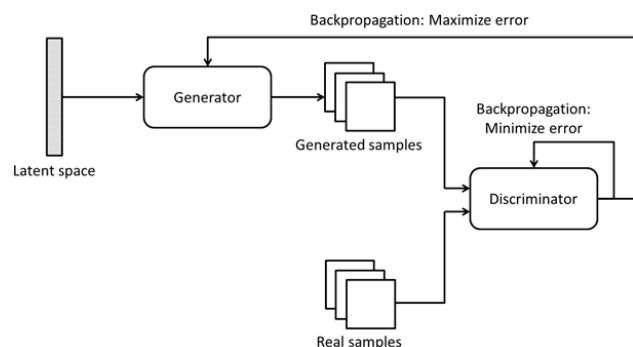 Backpropagation: Maximize error
Generator
Latent space
Generated samples
Backpropagation:
Minimize error
Discriminator
Real samples